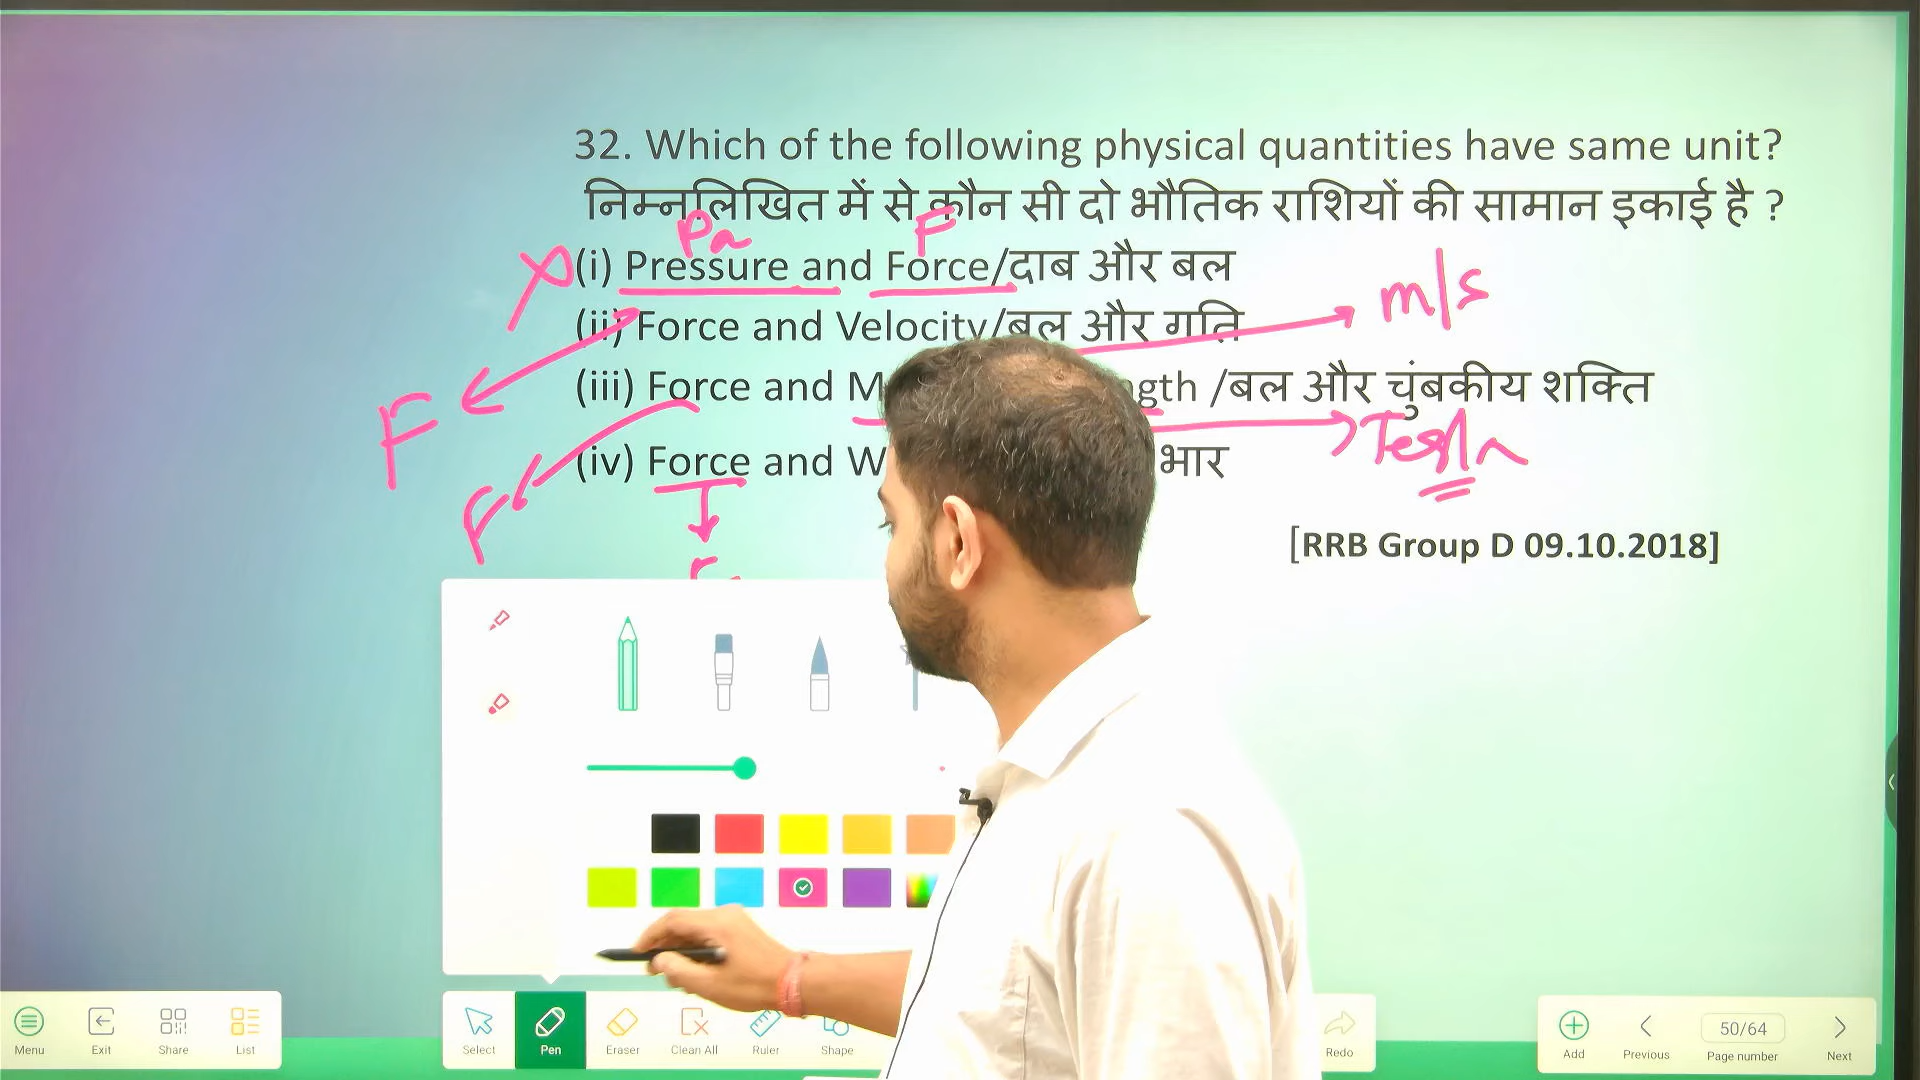 32. Which of the following physical quantities have same unit?
निम्नलिखित में से कौन सी दो भौतिक राशियों की सामान इकाई है ?
Pa F
(i) Pressure and Force/दाब और बल
m/s
(ii) Force and Velocity/बल और गति
F
(iii) Force and M gth /बल और चुंबकीय शक्ति
Tesla
(iv) Force and W भार
F
[RRB Group D 09.10.2018]
Menu Exit Share List
Select Pen Eraser Clean All Ruler Shape
Redo
Add Previous 50/64 Page number Next